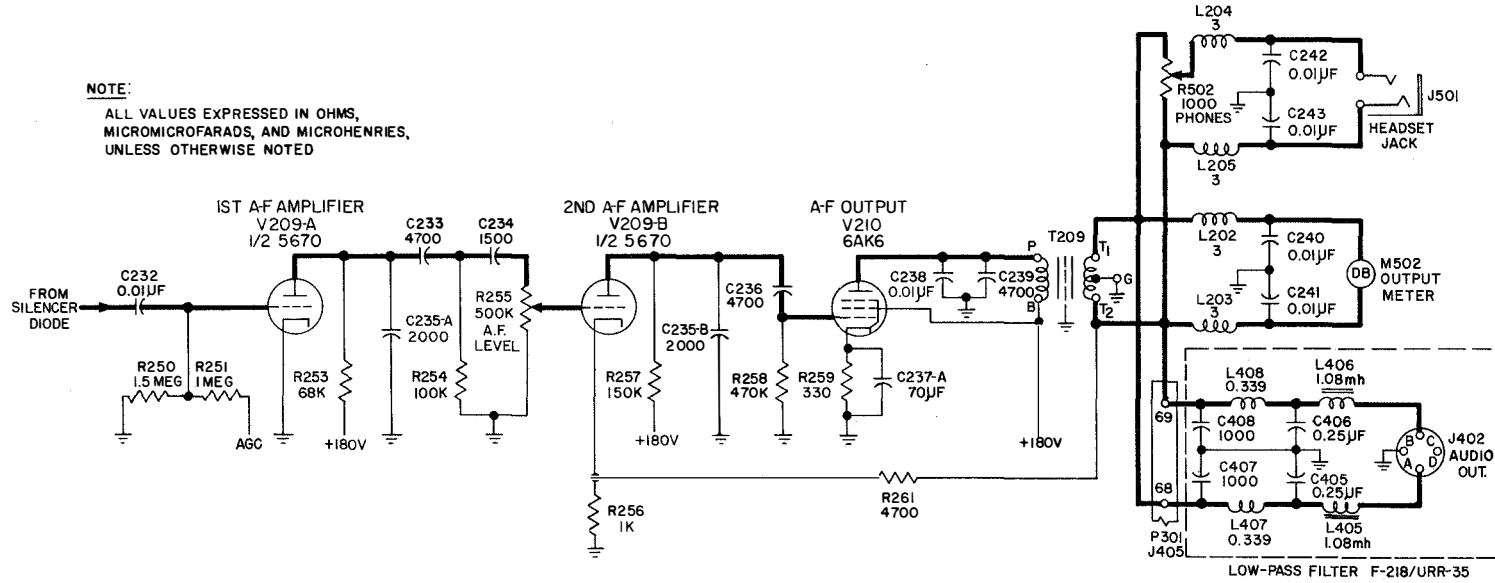 NOTE:
ALL VALUES EXPRESSED IN OHMS,
MICROMICROFARADS, AND MICROHENRIES,
UNLESS OTHERWISE NOTED
L204
3
C242
0.01µF
R502
1000
PHONES
C243
0.01µF
J501
HEADSET
JACK
L205
3
1ST A-F AMPLIFIER
V209-A
1/2 5670
C233
4700
C234
1500
2ND A-F AMPLIFIER
V209-B
1/2 5670
A-F OUTPUT
V210
6AK6
P
T209
T1
G
B
T2
L202
3
C240
0.01µF
DB
M502
OUTPUT
METER
L203
3
C241
0.01µF
FROM
SILENCER
DIODE
C232
0.01µF
R255
500K
A.F.
LEVEL
C236
4700
C238
0.01µF
C239
4700
C235-A
2000
C235-B
2000
R250
1.5 MEG
R251
1 MEG
R253
68K
R254
100K
R257
150K
R258
470K
R259
330
C237-A
70µF
AGC
+180V
+180V
+180V
R256
1K
R261
4700
69
68
P301
J405
L408
0.339
L406
1.08mh
C408
1000
C406
0.25µF
C407
1000
C405
0.25µF
L407
0.339
L405
1.08mh
B
C
A
D
J402
AUDIO
OUT.
LOW-PASS FILTER F-218/URR-35